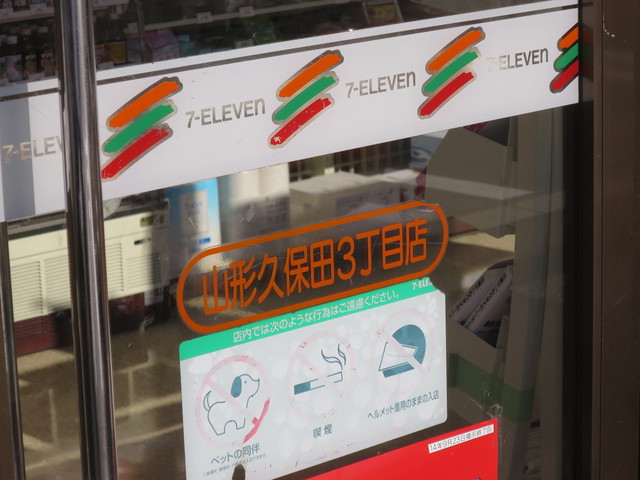 7-ELEVEn
7-ELEVEn
7-ELEVEn
7-ELEVEn
山形久保田3丁目店
7-ELE
店内では次のような行為はご遠慮ください。
ペットの同伴
喫煙
ヘルメット着用のままの入店